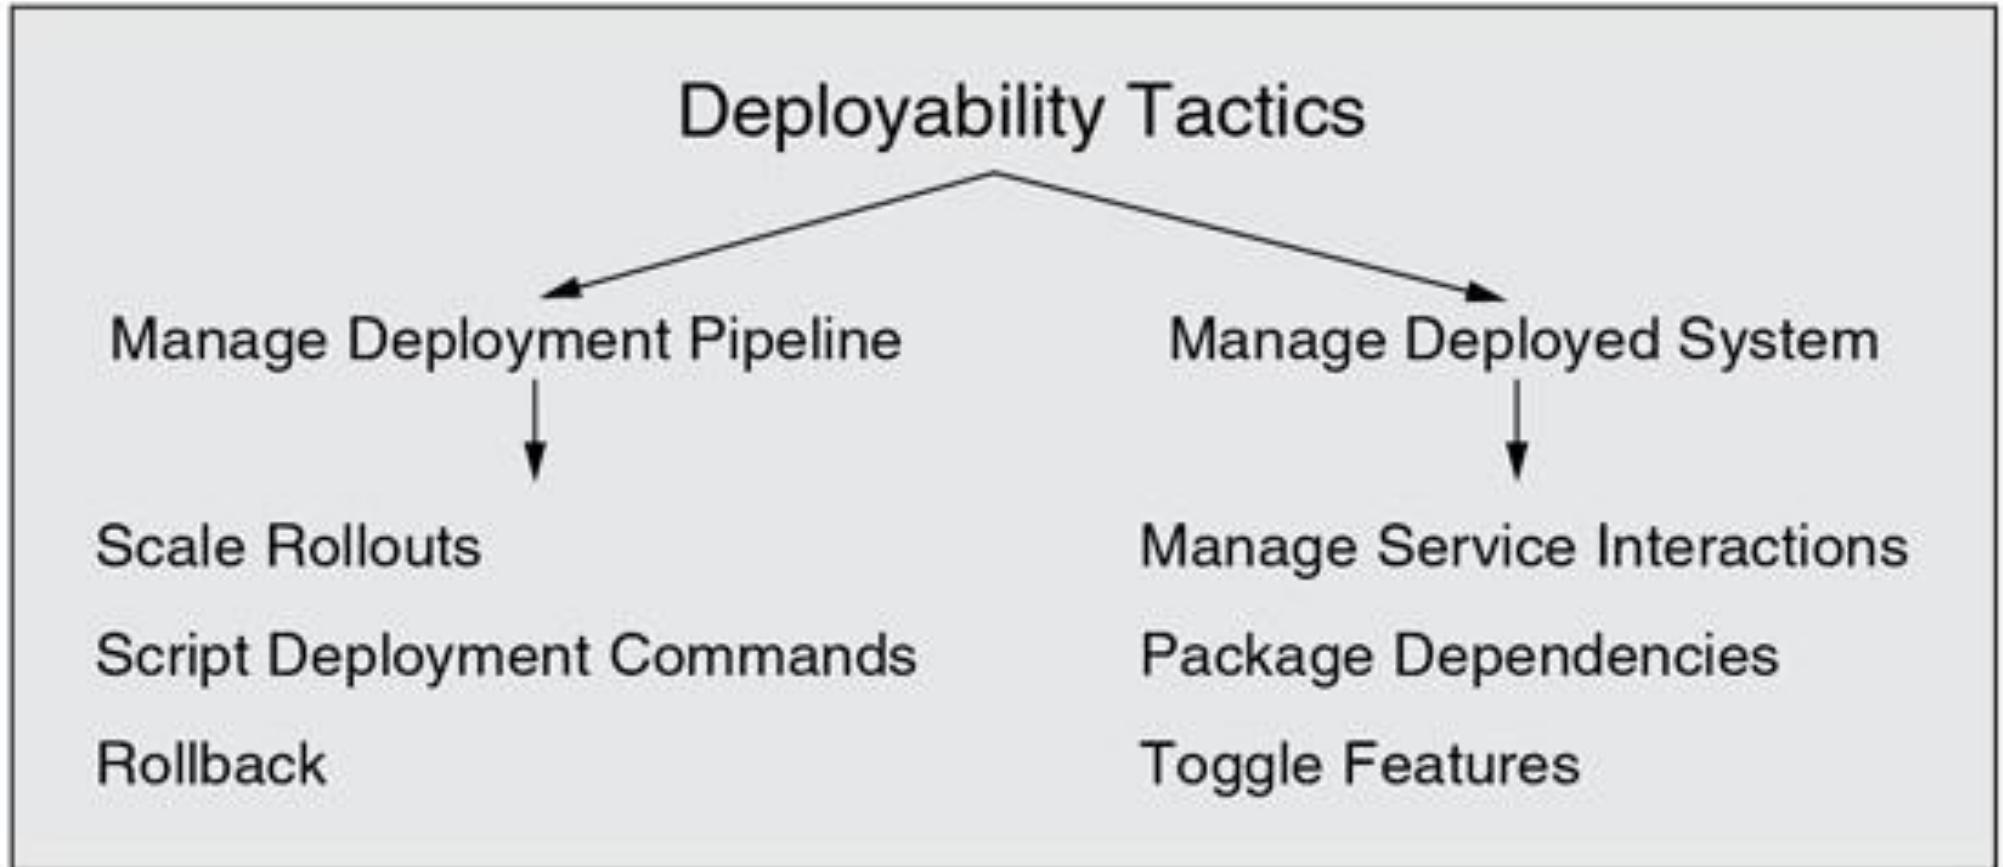 Deployability Tactics
Manage Deployment Pipeline
Scale Rollouts
Script Deployment Commands
Rollback
Manage Deployed System
Manage Service Interactions
Package Dependencies
Toggle Features